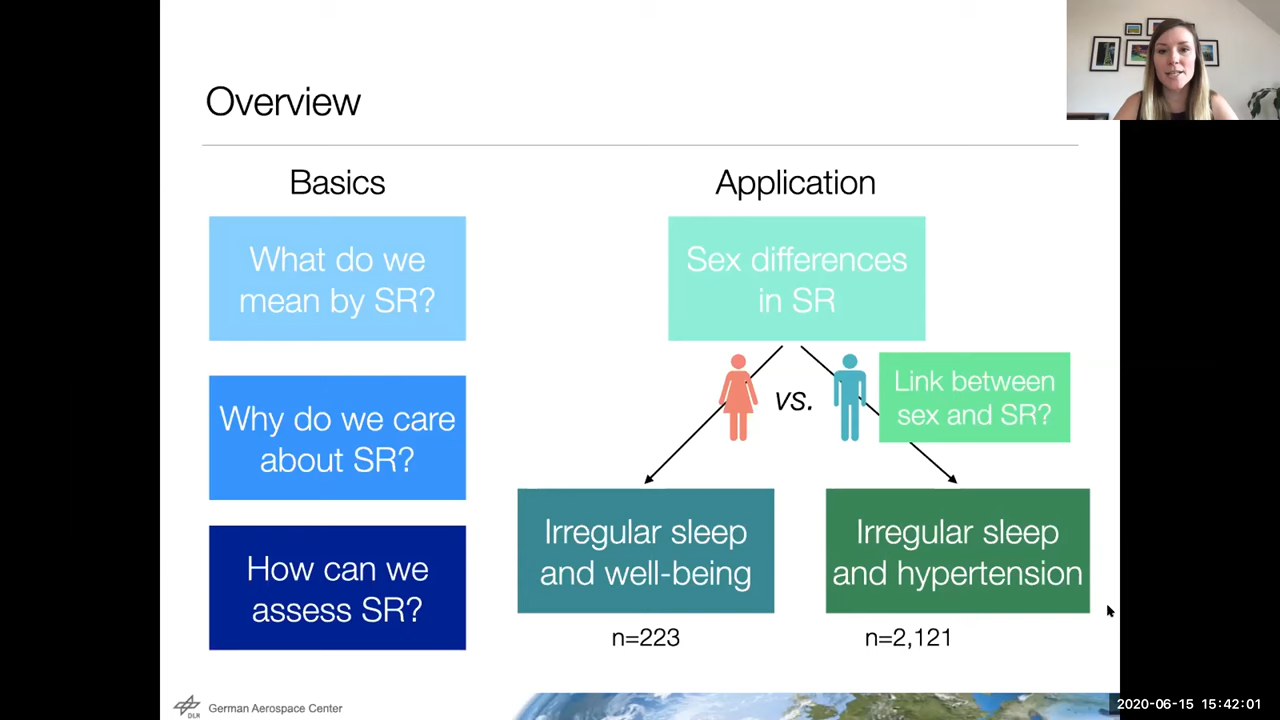 Overview
Basics
What do we
mean by SR?
Why do we care
about SR?
How can we
assess SR?
Application
Sex differences
in SR
vs.
Link between
sex and SR?
Irregular sleep
and well-being
n=223
Irregular sleep
and hypertension
n=2,121
DLR
German Aerospace Center
2020-06-15 15:42:01